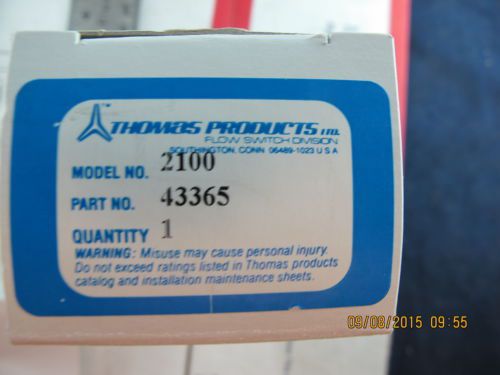 THOMAS PRODUCTS LTD.
FLOW SWITCH DIVISION
SOUTHINGTON, CONN 06489-1023 U S A
MODEL NO. 2100
PART NO. 43365
QUANTITY 1
WARNING: Misuse may cause personal injury.
Do not exceed ratings listed in Thomas products
catalog and installation maintenance sheets.
09/08/2015 09:55